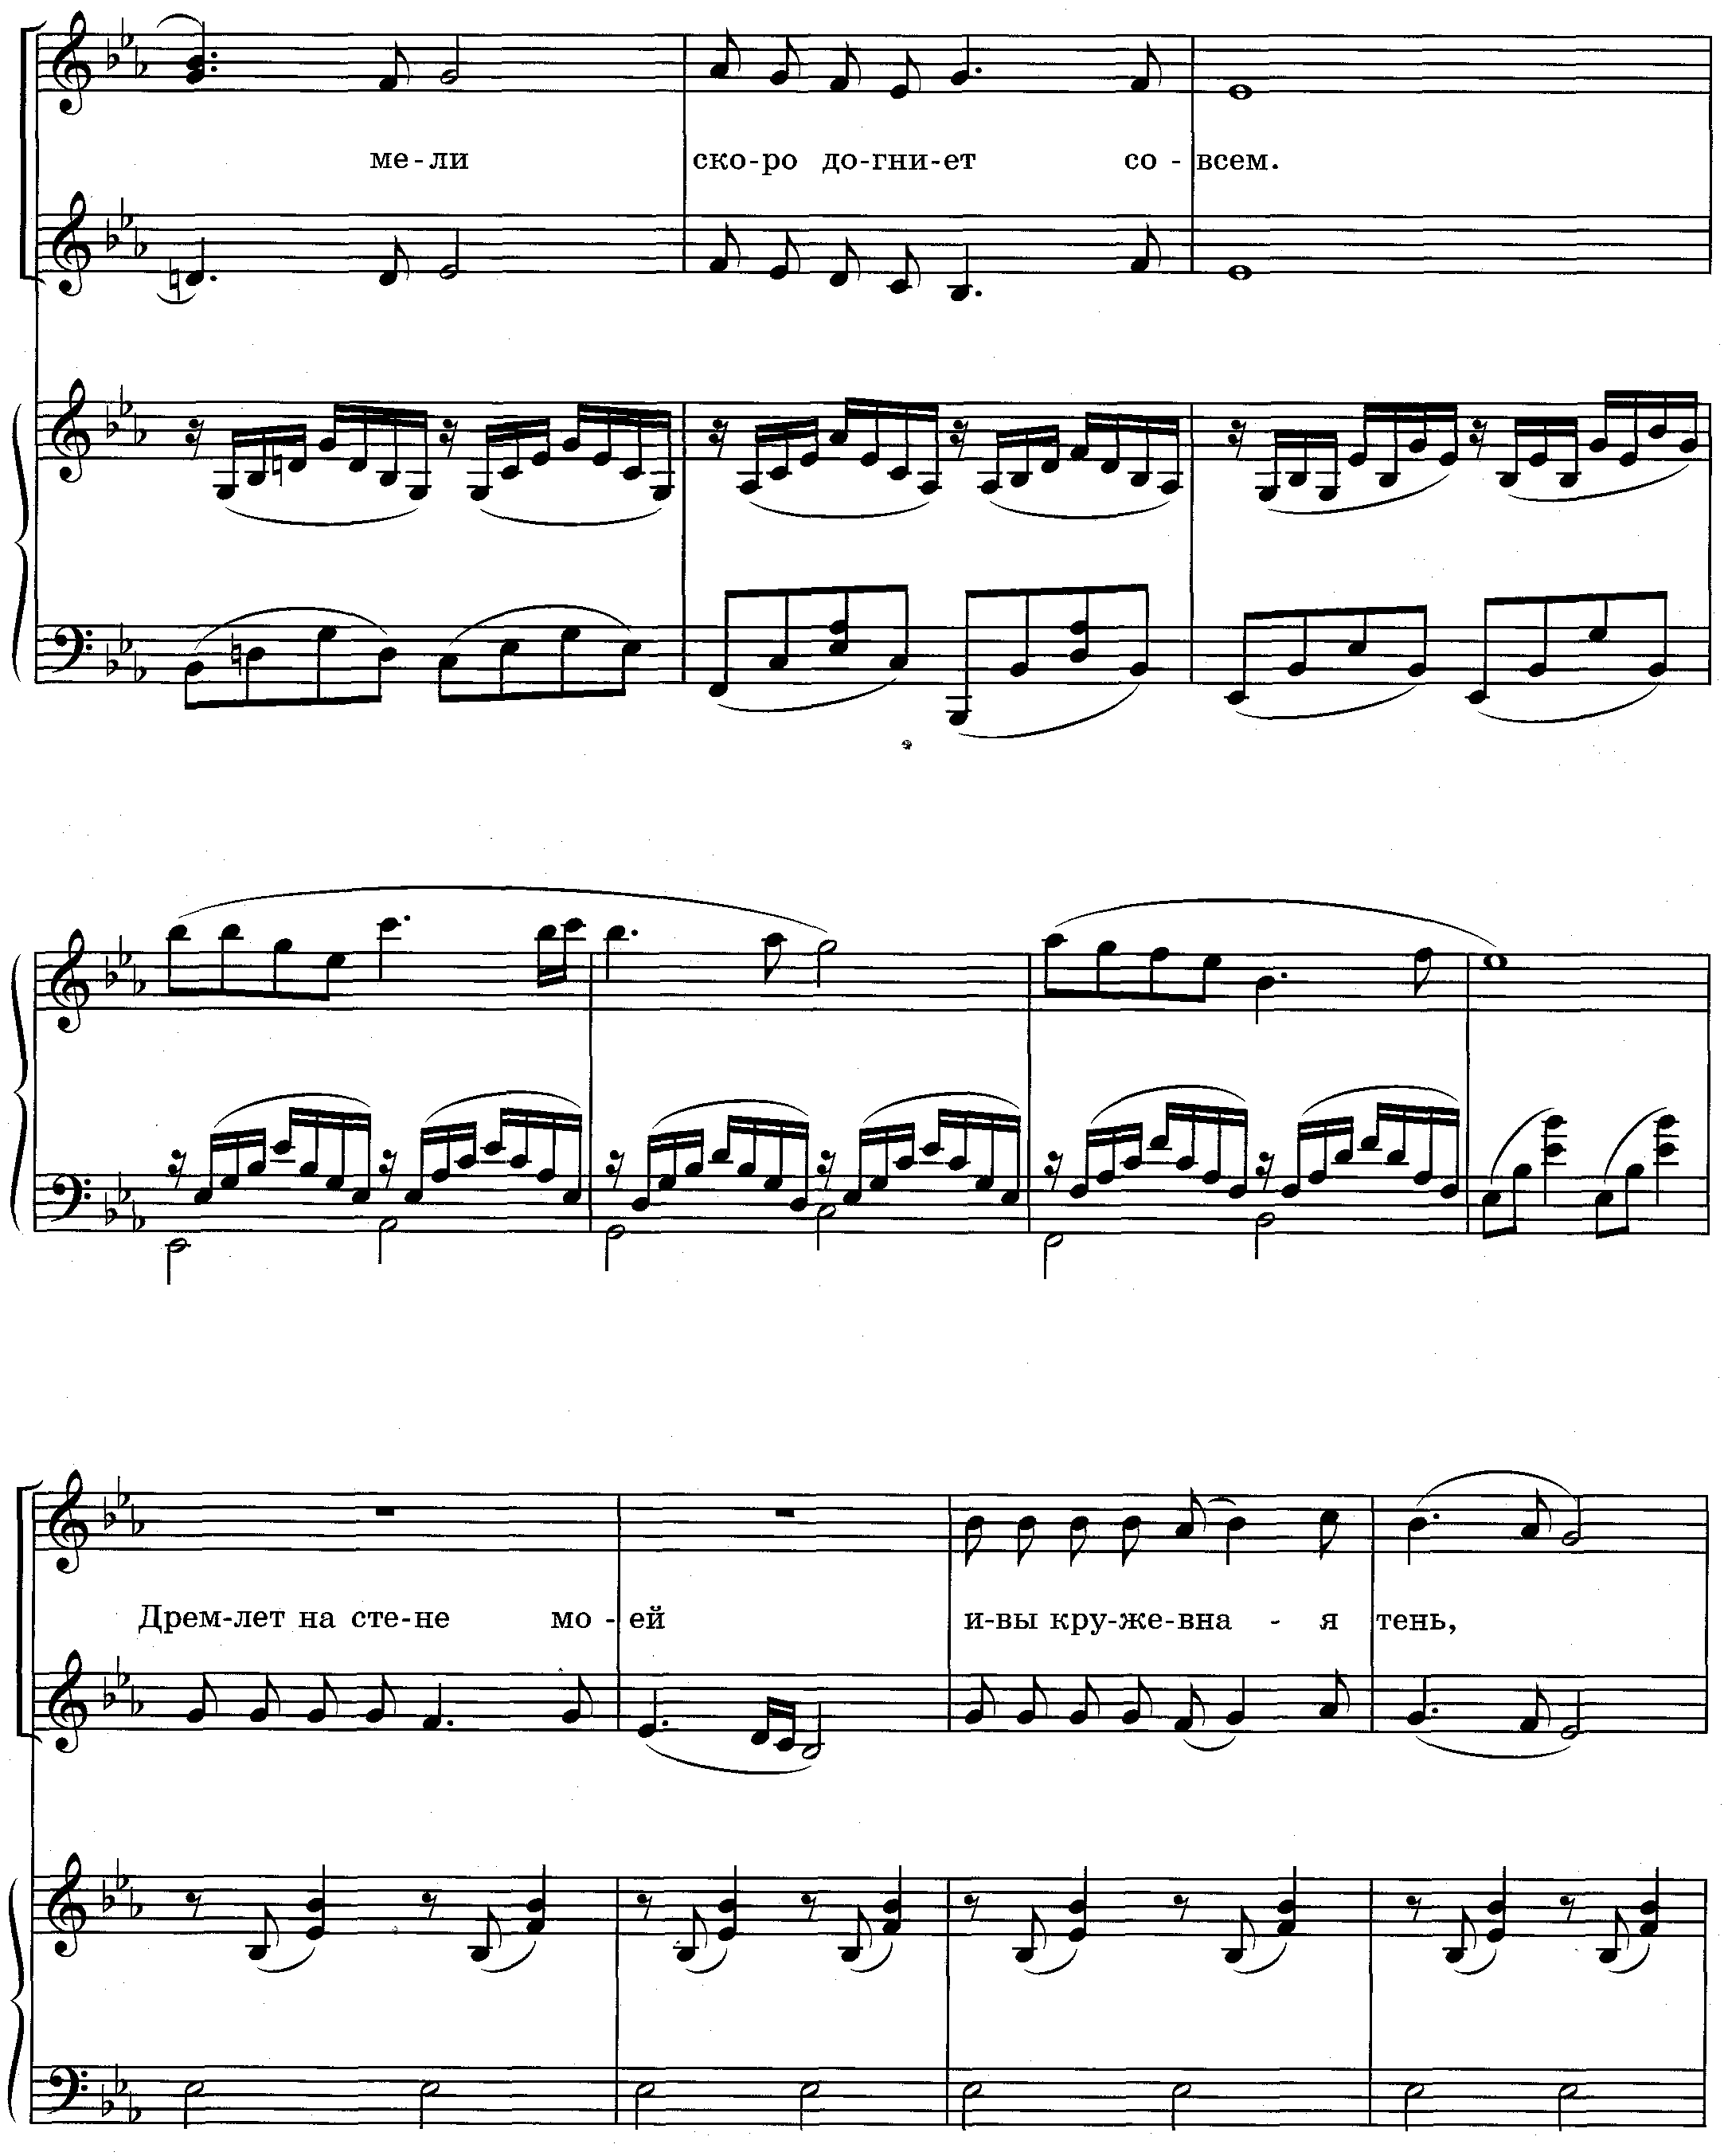 ме-ли ско-ро до-гни-ет со-всем.
Дрем-лет на сте-не мо-ей и-вы кру-же-вна - я тень,